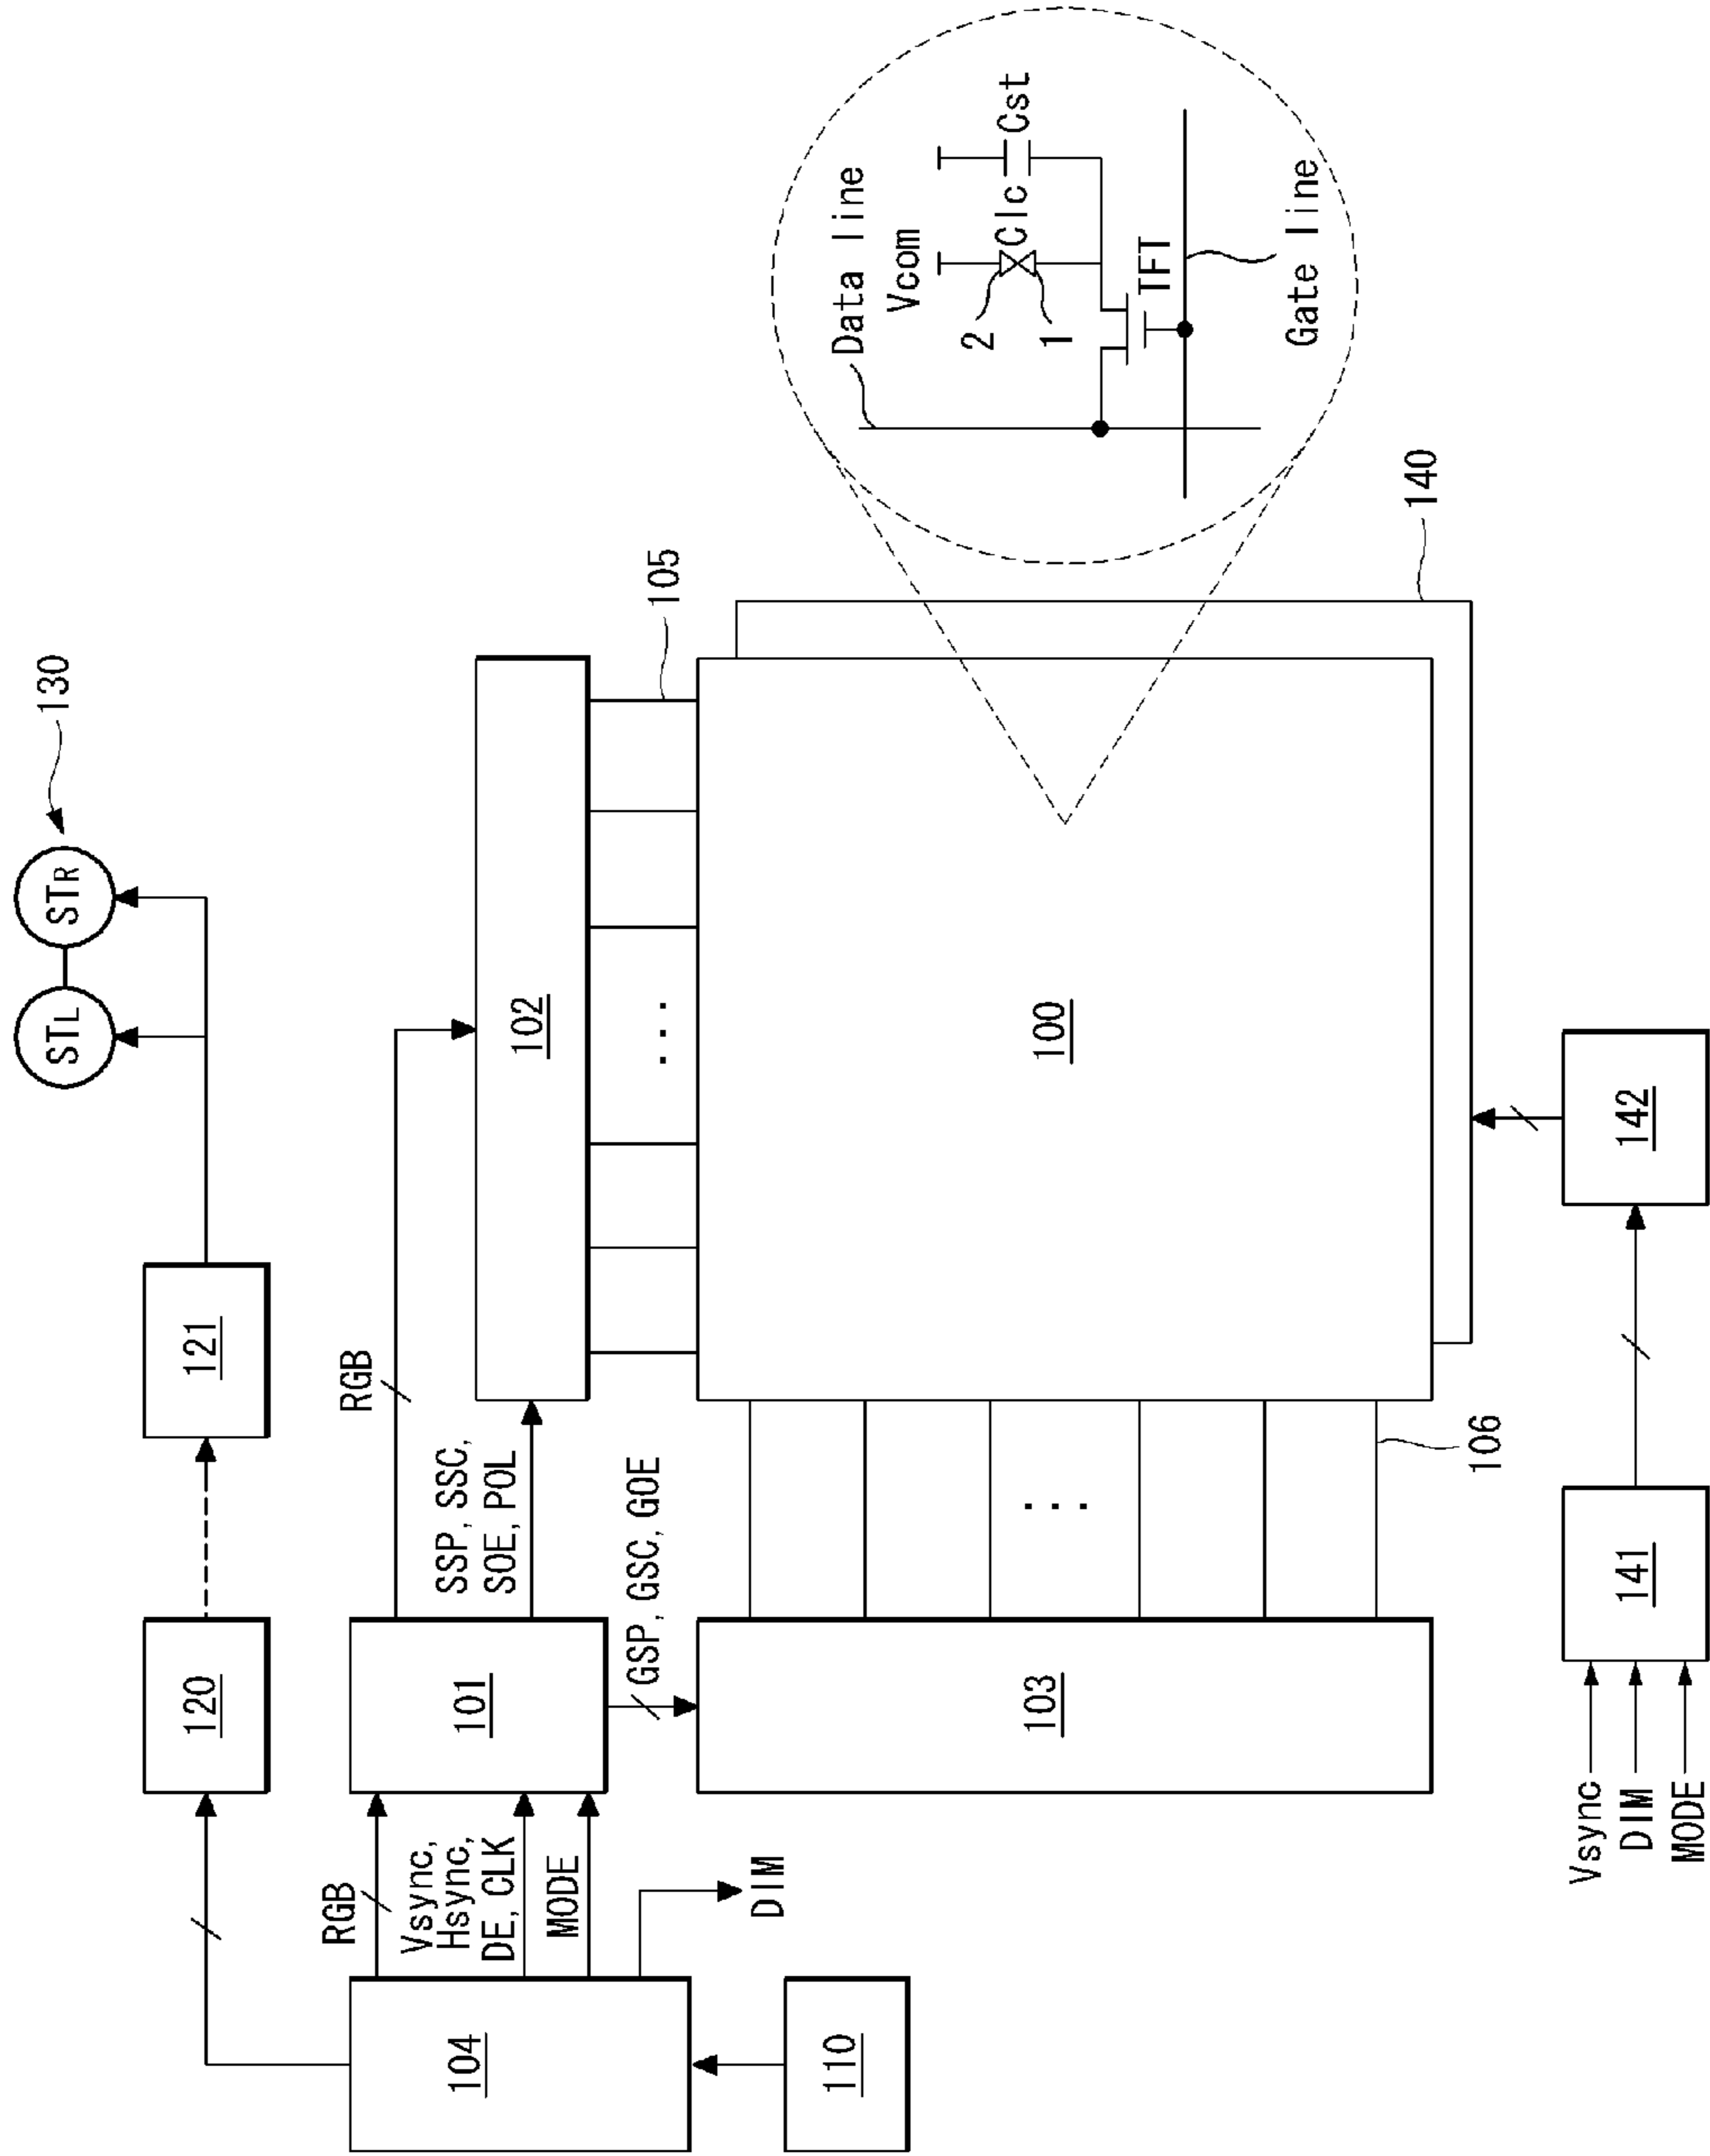 130
STL
STR
120
121
RGB
102
105
SSP, SSC,
SOE, POL
104
RGB
Vsync,
Hsync,
DE, CLK
MODE
DIM
101
GSP, GSC, GOE
110
103
...
...
100
106
140
Data line
Vcom
Clc
Cst
2
1
TFT
Gate line
Vsync
DIM
MODE
141
142